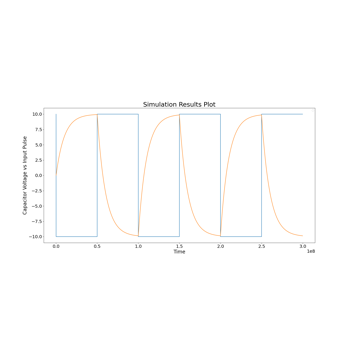 Simulation Results Plot
Capacitor Voltage vs Input Pulse
10.0
7.5
5.0
2.5
0.0
−2.5
−5.0
−7.5
−10.0
0.0 0.5 1.0 1.5 2.0 2.5 3.0
1e8
Time